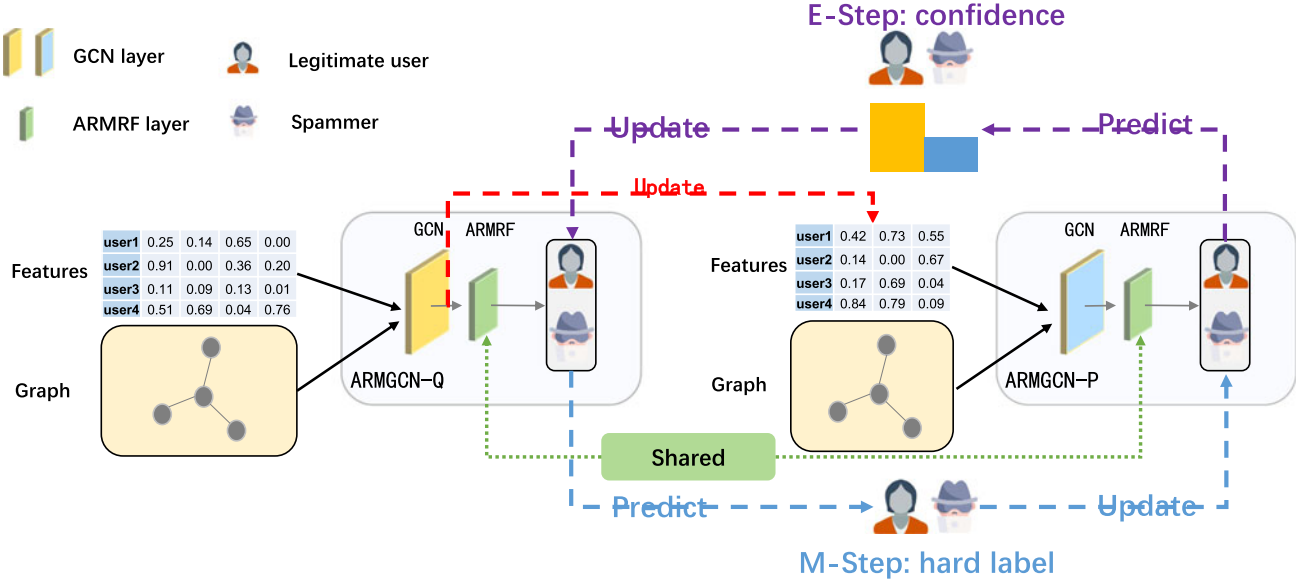 E-Step: confidence
GCN layer
Legitimate user
ARMRF layer
Spammer
Update
Predict
Update
GCN ARMRF
Features
user1 0.25 0.14 0.65 0.00
user2 0.91 0.00 0.36 0.20
user3 0.11 0.09 0.13 0.01
user4 0.51 0.69 0.04 0.76
Graph
ARMGCN-Q
Features
user1 0.42 0.73 0.55
user2 0.14 0.00 0.67
user3 0.17 0.69 0.04
user4 0.84 0.79 0.09
Graph
GCN ARMRF
ARMGCN-P
Shared
Predict
Update
M-Step: hard label